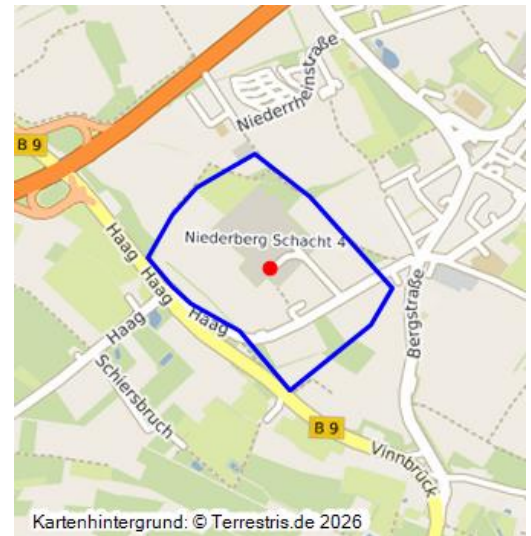 Niederrheinstraße
B 9
Haag
Niederberg Schacht 4
Haag
Haag
Haag
Bergstraße
Schiersbruch
B 9
Vinnbrück
Kartenhintergrund: © Terrestris.de 2026